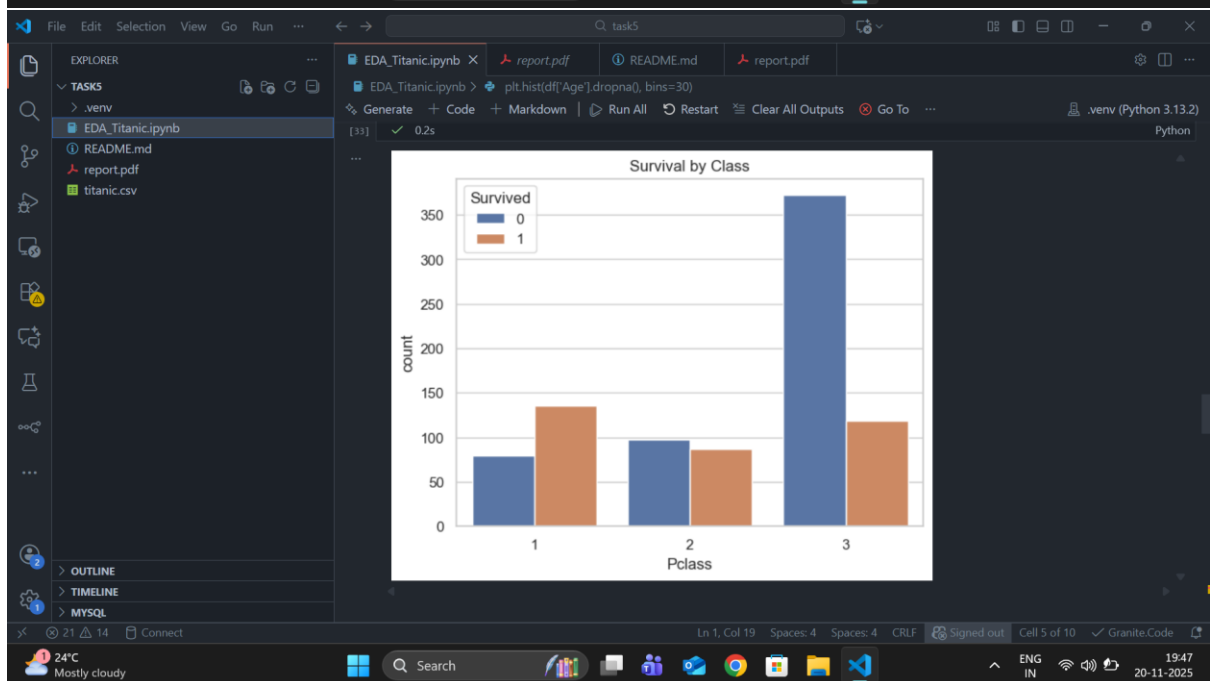 File Edit Selection View Go Run ··· task5
EXPLORER ···
TASK5
.venv
EDA_Titanic.ipynb
README.md
report.pdf
titanic.csv
OUTLINE
TIMELINE
MYSQL
EDA_Titanic.ipynb report.pdf README.md report.pdf ···
EDA_Titanic.ipynb > plt.hist(df['Age'].dropna(), bins=30)
Generate + Code + Markdown | Run All Restart Clear All Outputs Go To ··· .venv (Python 3.13.2)
[33] 0.2s Python
···
Survival by Class
Survived
0
1
350
300
250
200
150
100
50
0
count
1 2 3
Pclass
2
1
21 14 Connect Ln 1, Col 19 Spaces: 4 Spaces: 4 CRLF Signed out Cell 5 of 10 Granite.Code
1 24°C
Mostly cloudy
Search
ENG
IN
19:47
20-11-2025